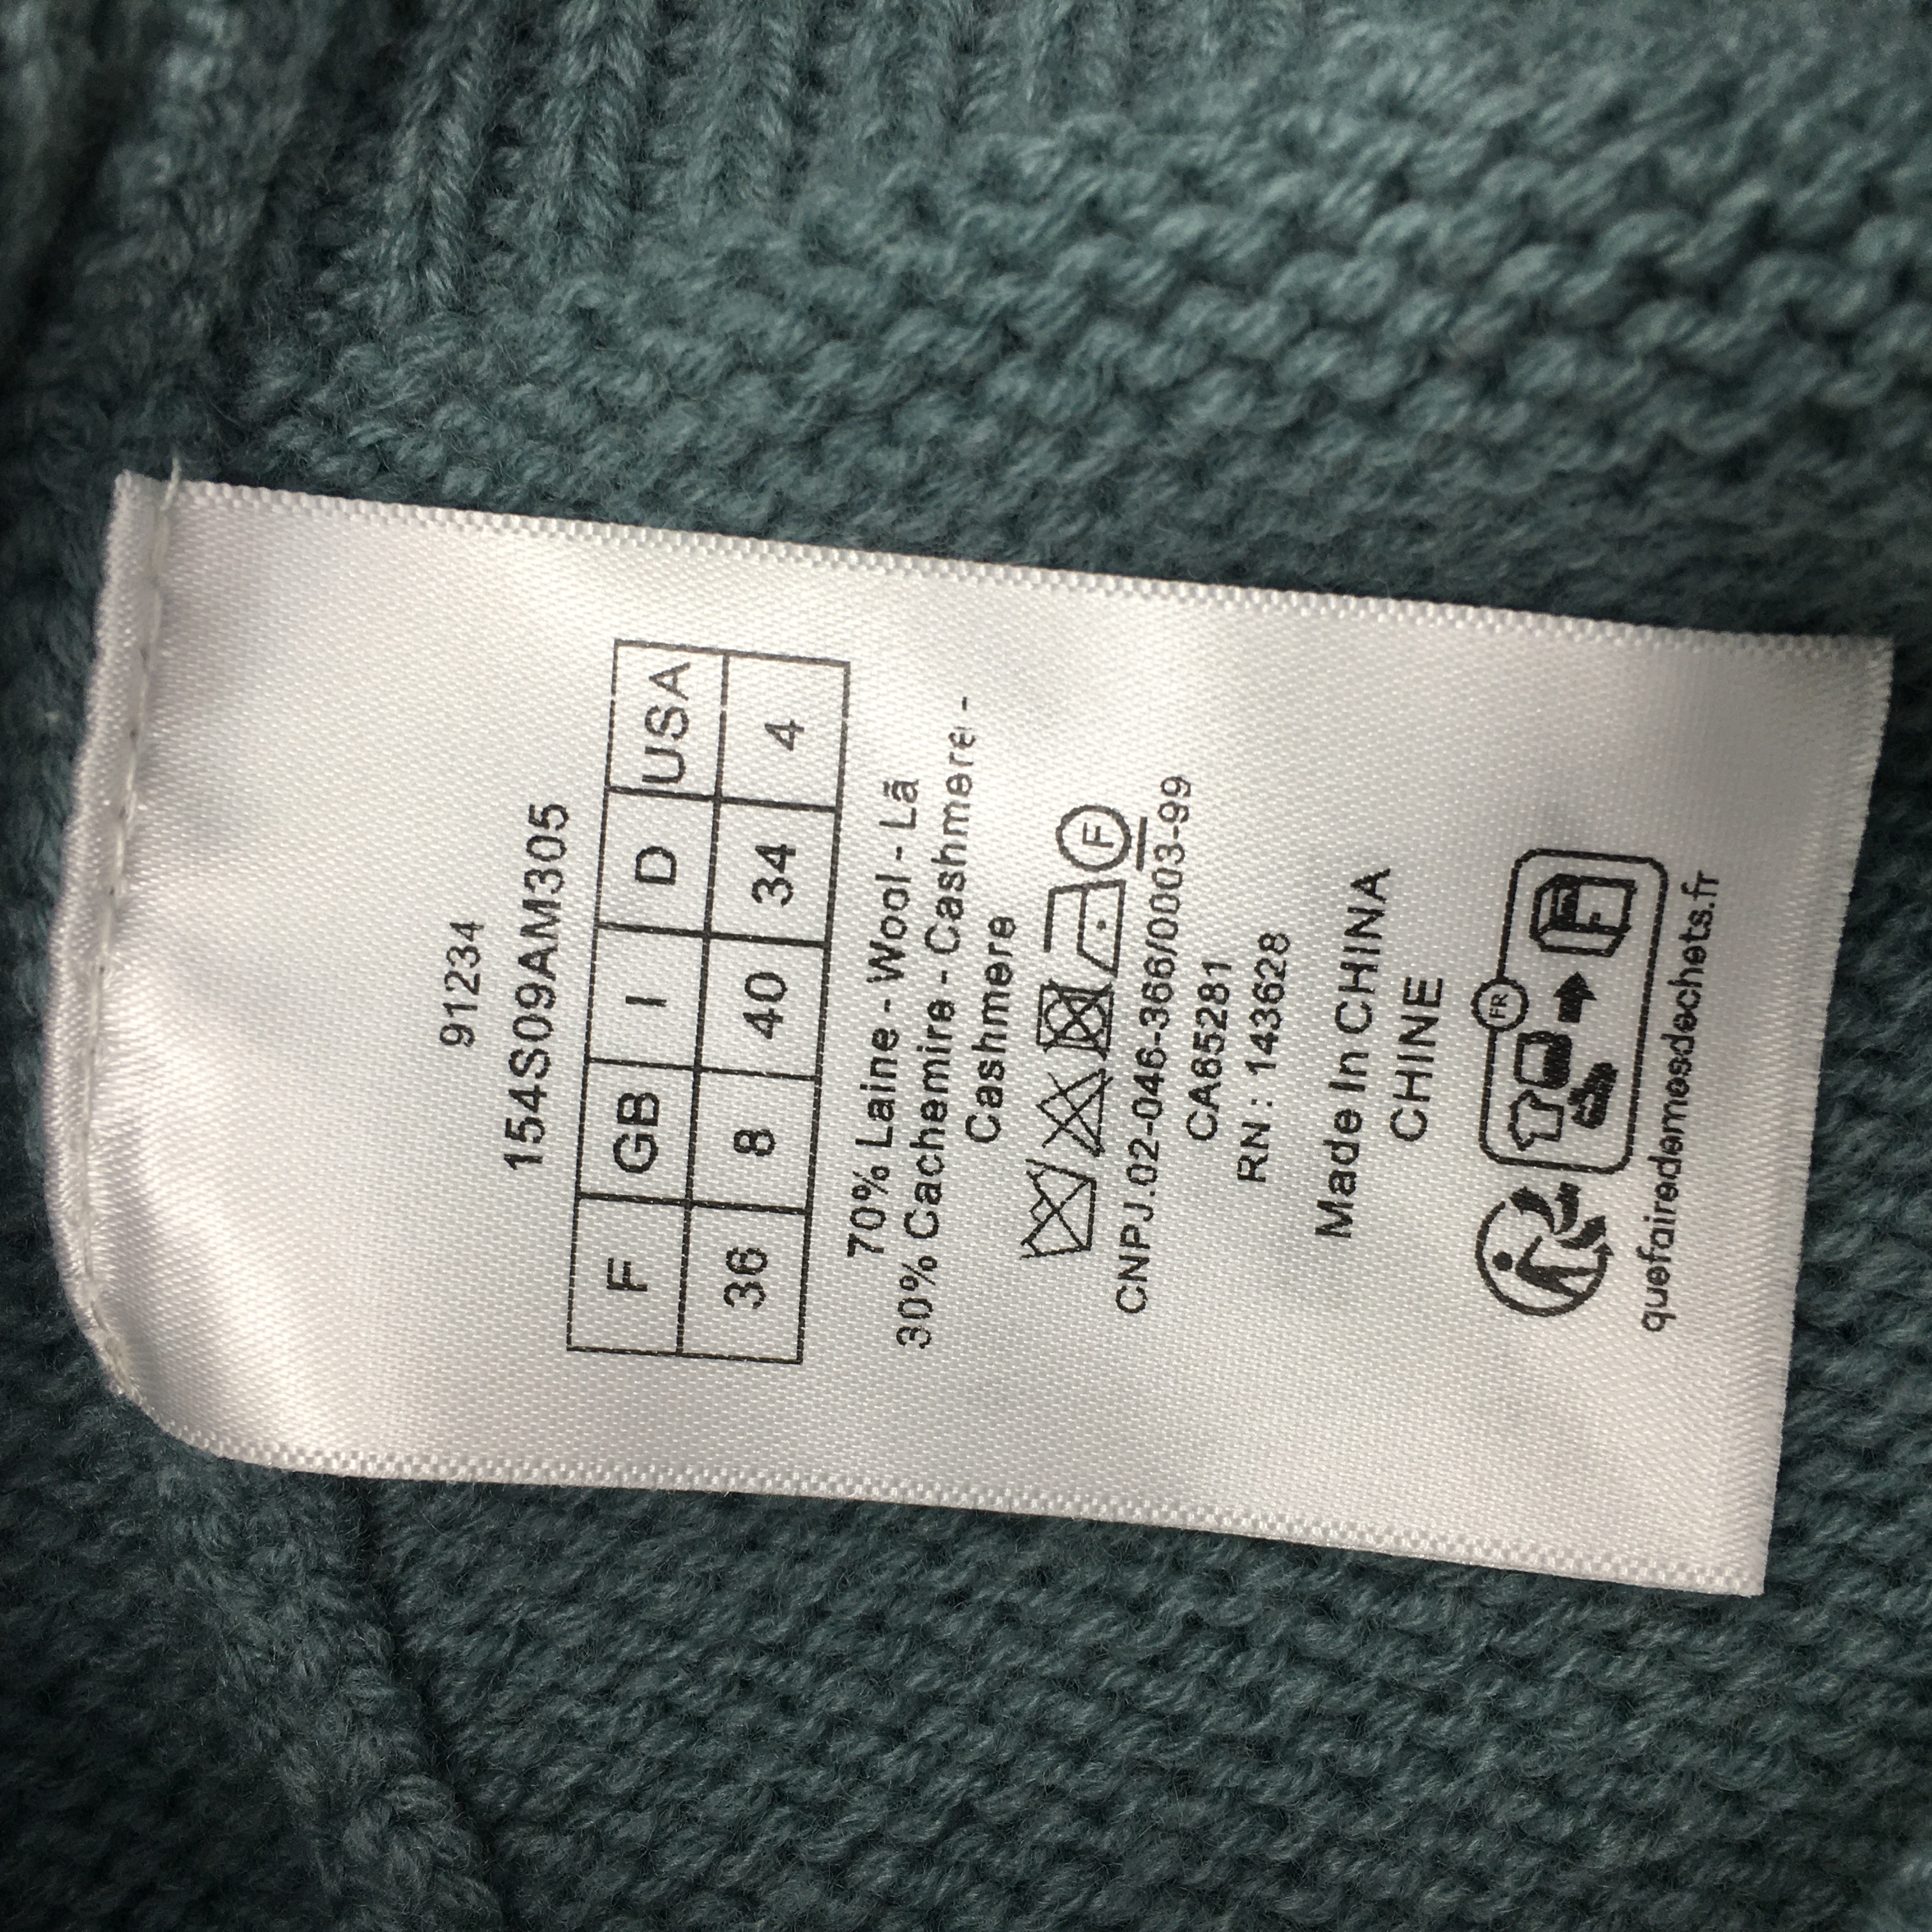 91234
154S09AM305
F GB I D USA
36 8 40 34 4
70% Laine - Wool - Lã
30% Cachemire - Cashmere -
Cashmere
F
CNPJ.02-046-366/0003-99
CA65281
RN : 143628
Made In CHINA
CHINE
FR
F
quefairedemesdechets.fr